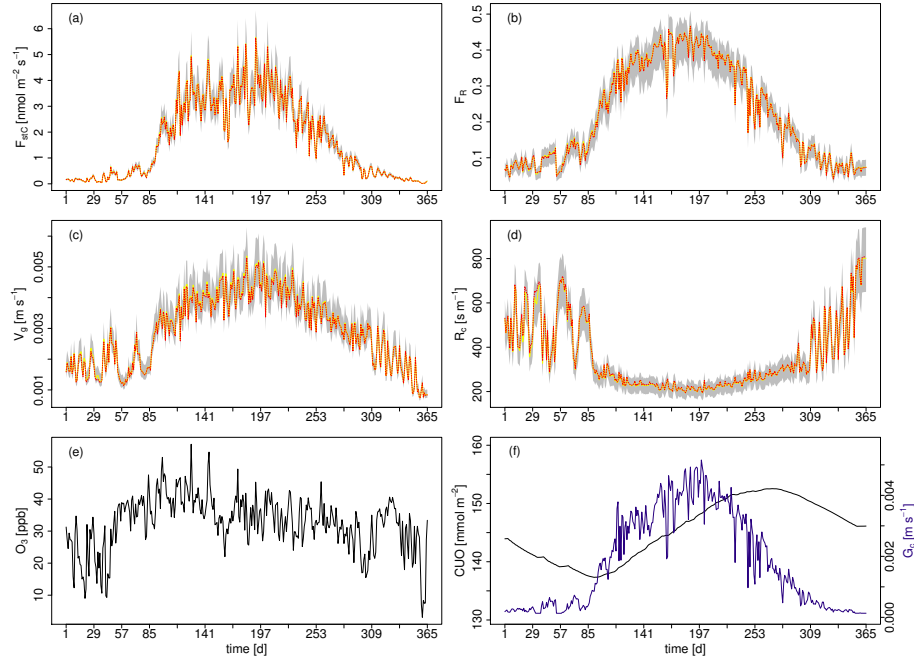 (a)
F_stC [nmol m⁻² s⁻¹]
0 1 2 3 4 5 6
1 29 57 85 141 197 253 309 365
(b)
F_R
0.1 0.2 0.3 0.4 0.5
1 29 57 85 141 197 253 309 365
(c)
V_g [m s⁻¹]
0.001 0.003 0.005
1 29 57 85 141 197 253 309 365
(d)
R_c [s m⁻¹]
200 400 600 800
1 29 57 85 141 197 253 309 365
(e)
O₃ [ppb]
10 20 30 40 50
1 29 57 85 141 197 253 309 365
time [d]
(f)
CUO [mmol m⁻²]
130 140 150 160
G_c [m s⁻¹]
0.000 0.002 0.004
1 29 57 85 141 197 253 309 365
time [d]